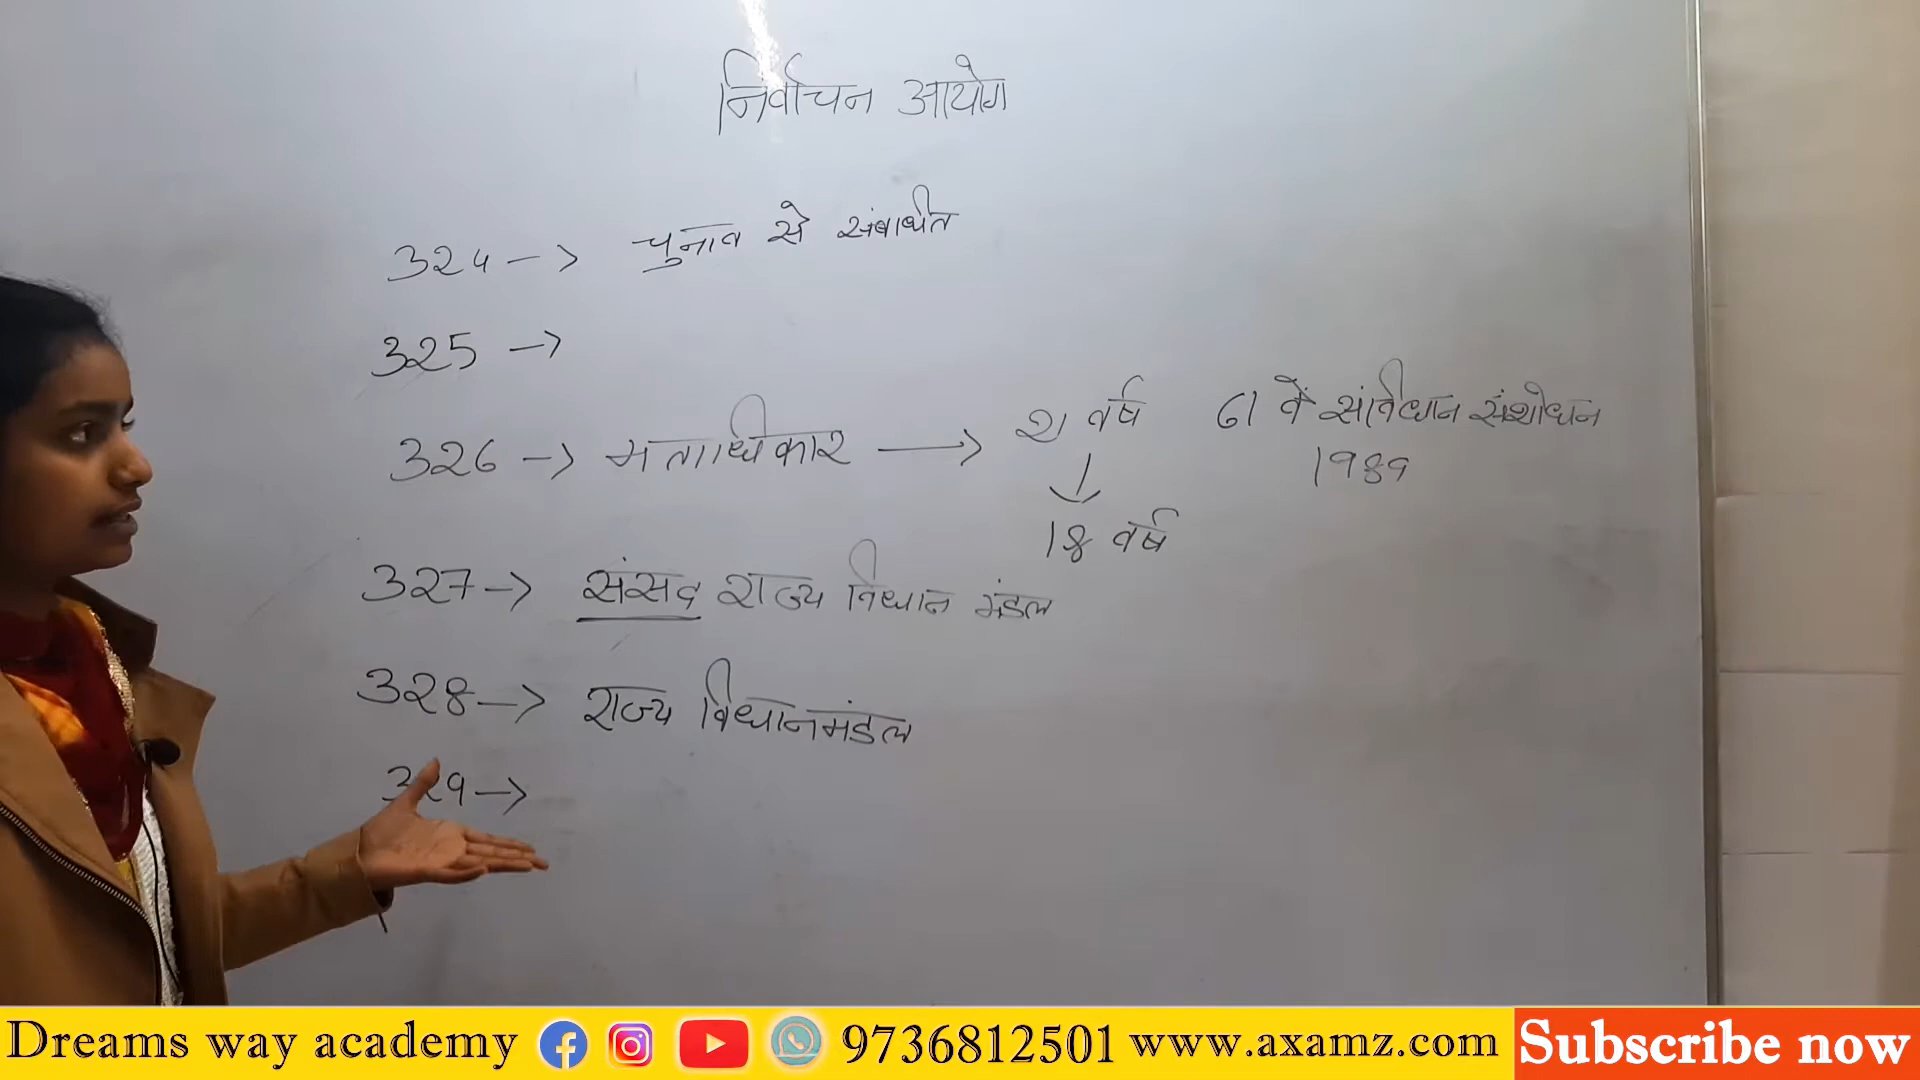 निर्वाचन आयोग
324 -> चुनाव से संबाधीत
325 ->
326 -> मताधिकार -> 21 वर्ष 61 वें संविधान संशोधन
1989
18 वर्ष
327 -> संसद राज्य विधान मंडल
328 -> राज्य विधानमंडल
329 ->
Dreams way academy 9736812501 www.axamz.com Subscribe now